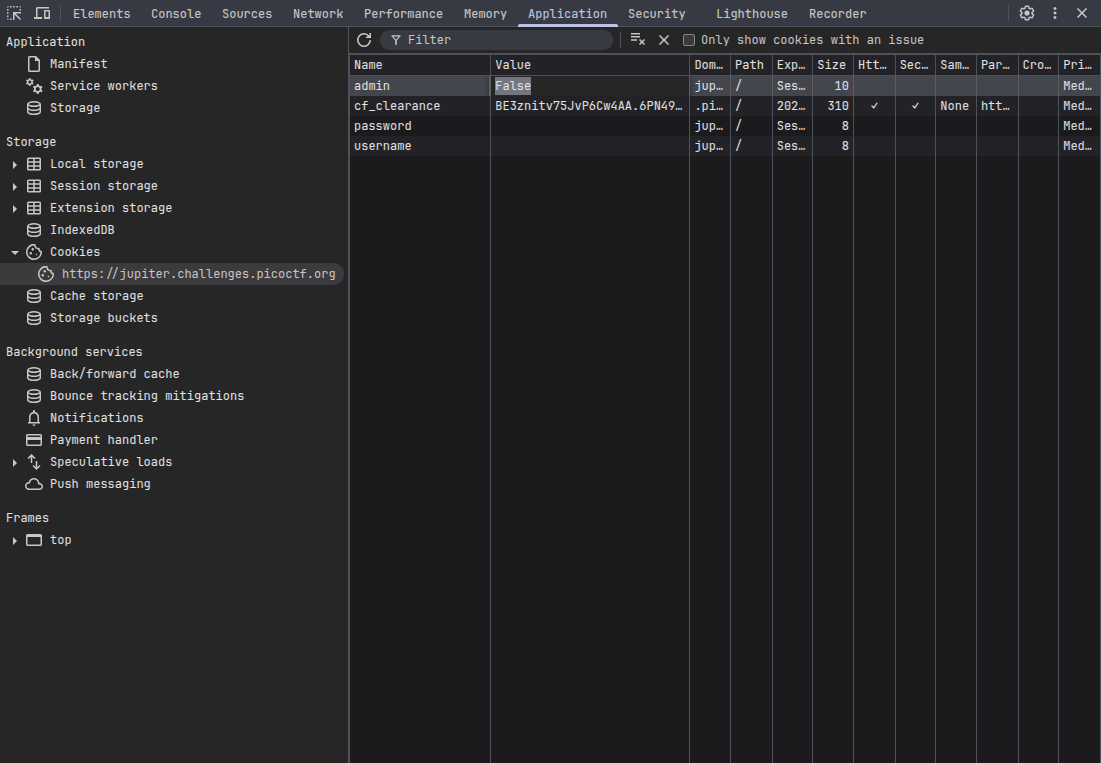 Elements Console Sources Network Performance Memory Application Security Lighthouse Recorder
Application
Manifest
Service workers
Storage
Storage
Local storage
Session storage
Extension storage
IndexedDB
Cookies
https://jupiter.challenges.picoctf.org
Cache storage
Storage buckets
Background services
Back/forward cache
Bounce tracking mitigations
Notifications
Payment handler
Speculative loads
Push messaging
Frames
top
Filter Only show cookies with an issue
Name Value Dom... Path Exp... Size Htt... Sec... Sam... Par... Cro... Pri...
admin False jup... / Ses... 10 Med...
cf_clearance BE3znitv75JvP6Cw4AA.6PN49... .pi... / 202... 310 ✓ ✓ None htt... Med...
password jup... / Ses... 8 Med...
username jup... / Ses... 8 Med...